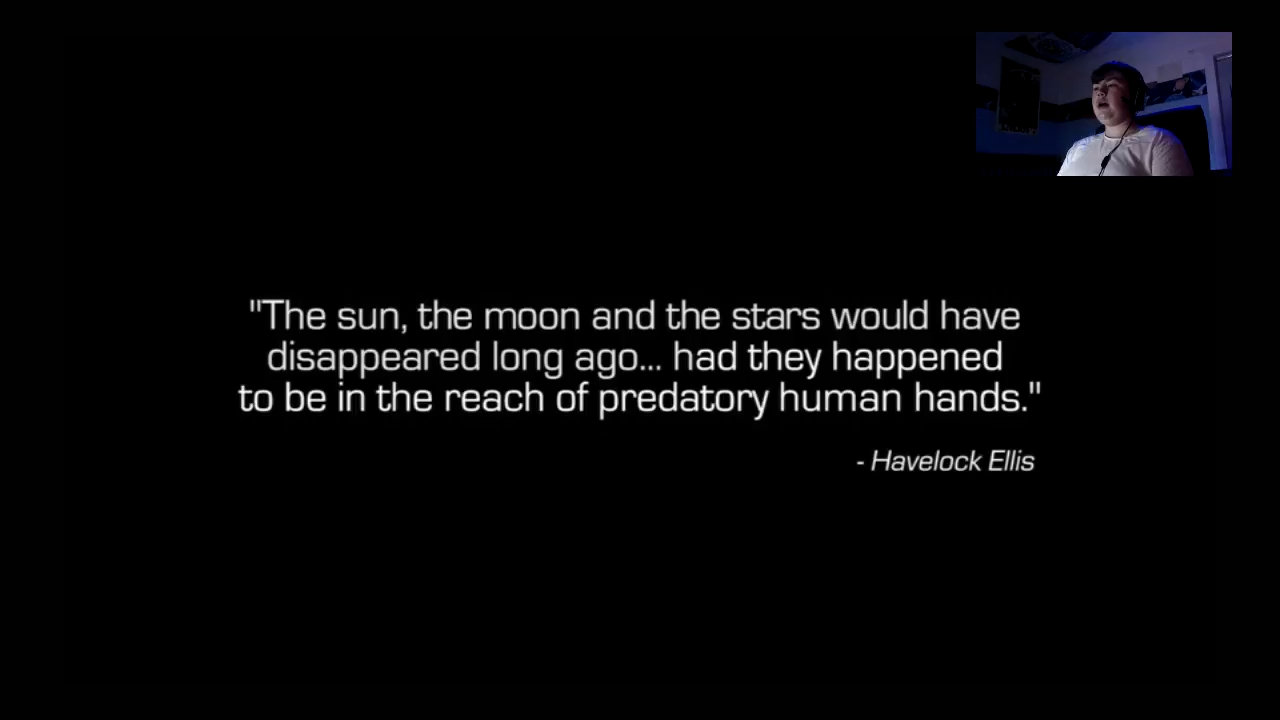 "The sun, the moon and the stars would have
disappeared long ago... had they happened
to be in the reach of predatory human hands."
- Havelock Ellis